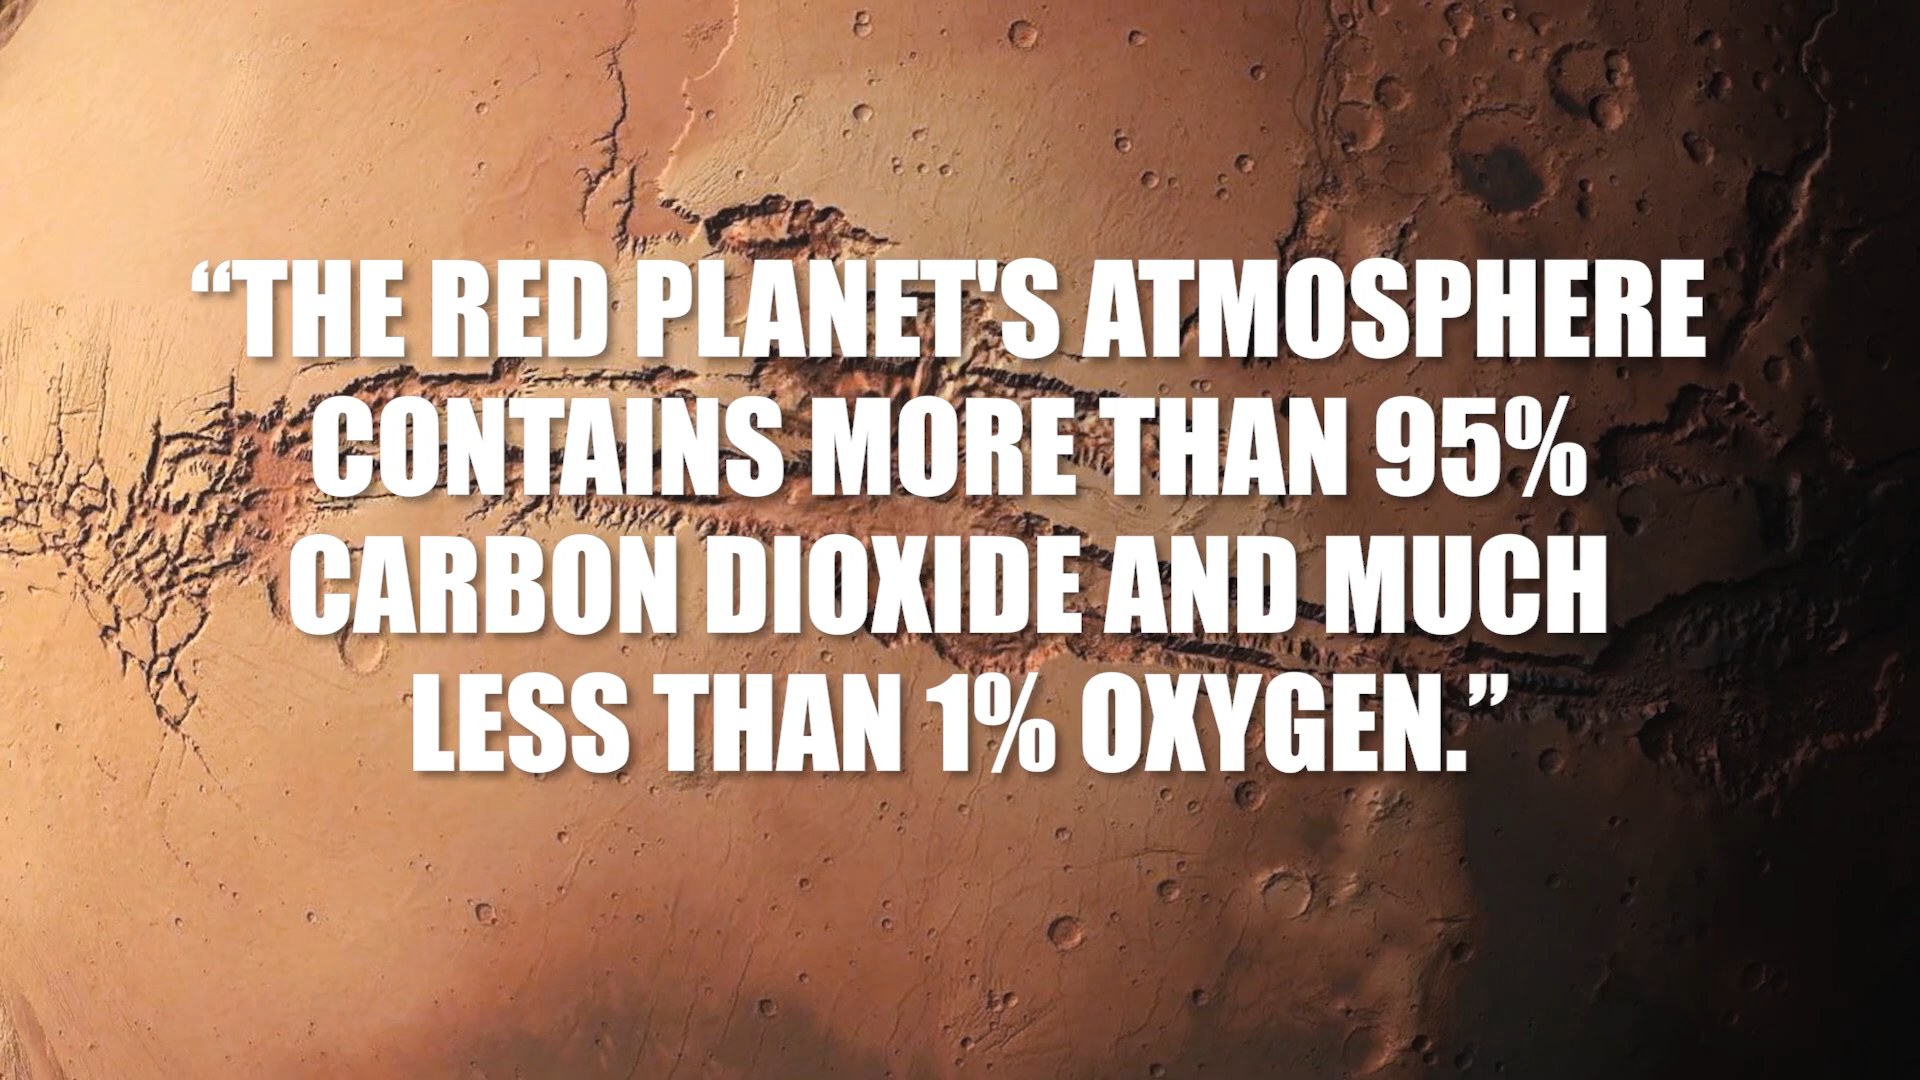 “THE RED PLANET'S ATMOSPHERE
CONTAINS MORE THAN 95%
CARBON DIOXIDE AND MUCH
LESS THAN 1% OXYGEN.”